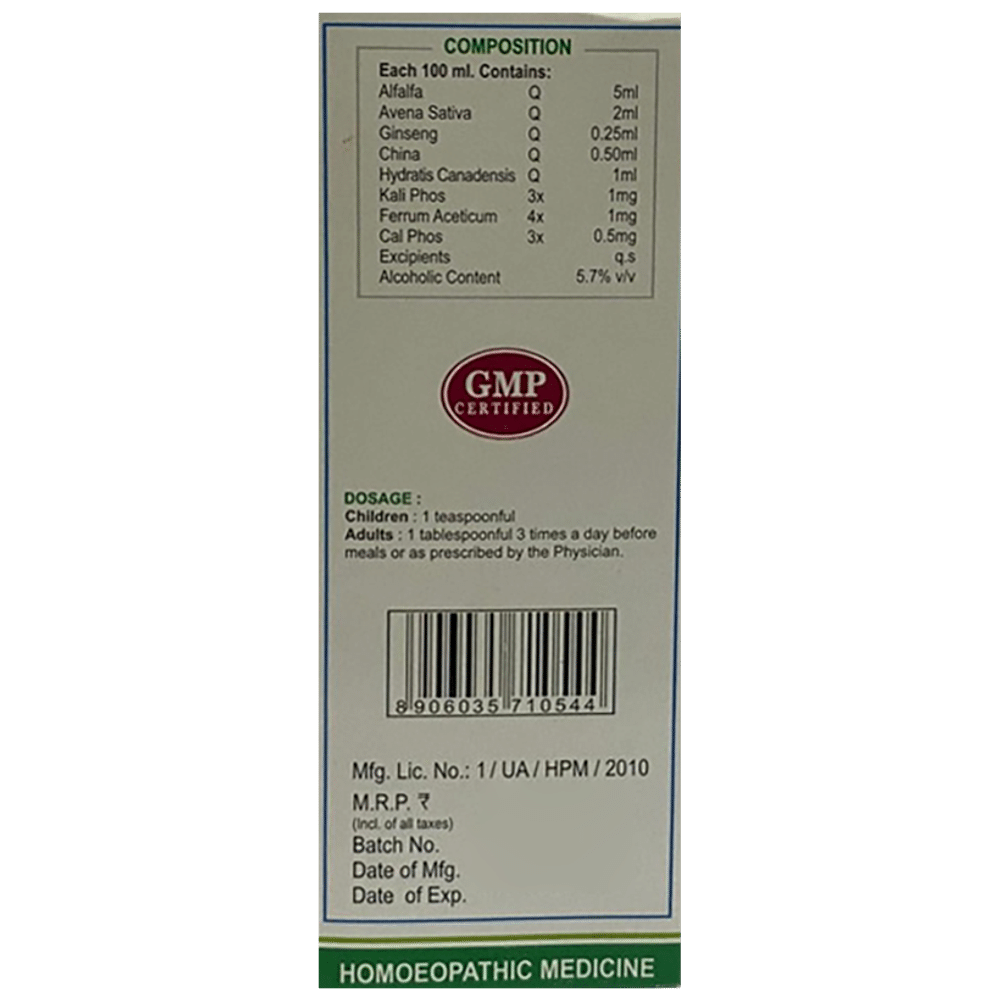 COMPOSITION
Each 100 ml. Contains:
Alfalfa Q 5ml
Avena Sativa Q 2ml
Ginseng Q 0.25ml
China Q 0.50ml
Hydratis Canadensis Q 1ml
Kali Phos 3x 1mg
Ferrum Aceticum 4x 1mg
Cal Phos 3x 0.5mg
Excipients q.s
Alcoholic Content 5.7% v/v
GMP
CERTIFIED
DOSAGE :
Children : 1 teaspoonful
Adults : 1 tablespoonful 3 times a day before
meals or as prescribed by the Physician.
8 906035 710544
Mfg. Lic. No.: 1 / UA / HPM / 2010
M.R.P. ₹
(Incl. of all taxes)
Batch No.
Date of Mfg.
Date of Exp.
HOMOEOPATHIC MEDICINE